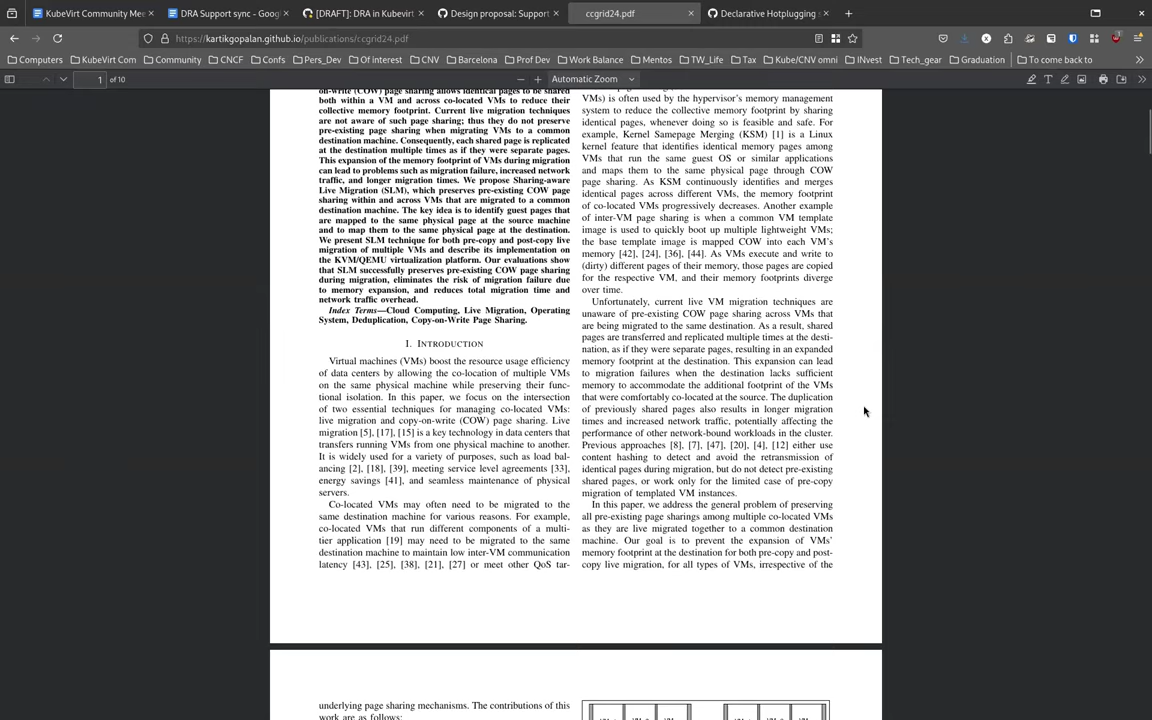 KubeVirt Community Mee
DRA Support sync - Googl
[DRAFT]: DRA in Kubevirt
Design proposal: Support
ccgrid24.pdf
Declarative Hotplugging s
https://kartikgopalan.github.io/publications/ccgrid24.pdf
Computers KubeVirt Com Community CNCF Confs Pers_Dev Of interest CNV Barcelona Prof Dev Work Balance Mentos TW_Life Tax Kube/CNV omni INvest Tech_gear Graduation To come back to
1 of 10 Automatic Zoom
on-write (COW) page sharing allows identical pages to be shared
both within a VM and across co-located VMs to reduce their
collective memory footprint. Current live migration techniques
are not aware of such page sharing; thus they do not preserve
pre-existing page sharing when migrating VMs to a common
destination machine. Consequently, each shared page is replicated
at the destination multiple times as if they were separate pages.
This expansion of the memory footprint of VMs during migration
can lead to problems such as migration failure, increased network
traffic, and longer migration times. We propose Sharing-aware
Live Migration (SLM), which preserves pre-existing COW page
sharing within and across VMs that are migrated to a common
destination machine. The key idea is to identify guest pages that
are mapped to the same physical page at the source machine
and to map them to the same physical page at the destination.
We present SLM technique for both pre-copy and post-copy live
migration of multiple VMs and describe its implementation on
the KVM/QEMU virtualization platform. Our evaluations show
that SLM successfully preserves pre-existing COW page sharing
during migration, eliminates the risk of migration failure due
to memory expansion, and reduces total migration time and
network traffic overhead.
Index Terms—Cloud Computing, Live Migration, Operating
System, Deduplication, Copy-on-Write Page Sharing.
I. INTRODUCTION
Virtual machines (VMs) boost the resource usage efficiency
of data centers by allowing the co-location of multiple VMs
on the same physical machine while preserving their func-
tional isolation. In this paper, we focus on the intersection
of two essential techniques for managing co-located VMs:
live migration and copy-on-write (COW) page sharing. Live
migration [5], [17], [15] is a key technology in data centers that
transfers running VMs from one physical machine to another.
It is widely used for a variety of purposes, such as load bal-
ancing [2], [18], [39], meeting service level agreements [33],
energy savings [41], and seamless maintenance of physical
servers.
Co-located VMs may often need to be migrated to the
same destination machine for various reasons. For example,
co-located VMs that run different components of a multi-
tier application [19] may need to be migrated to the same
destination machine to maintain low inter-VM communication
latency [43], [25], [38], [21], [27] or meet other QoS tar-
VMs) is often used by the hypervisor's memory management
system to reduce the collective memory footprint by sharing
identical pages, whenever doing so is feasible and safe. For
example, Kernel Samepage Merging (KSM) [1] is a Linux
kernel feature that identifies identical memory pages among
VMs that run the same guest OS or similar applications
and maps them to the same physical page through COW
page sharing. As KSM continuously identifies and merges
identical pages across different VMs, the memory footprint
of co-located VMs progressively decreases. Another example
of inter-VM page sharing is when a common VM template
image is used to quickly boot up multiple lightweight VMs;
the base template image is mapped COW into each VM's
memory [42], [24], [36], [44]. As VMs execute and write to
(dirty) different pages of their memory, those pages are copied
for the respective VM, and their memory footprints diverge
over time.
Unfortunately, current live VM migration techniques are
unaware of pre-existing COW page sharing across VMs that
are being migrated to the same destination. As a result, shared
pages are transferred and replicated multiple times at the desti-
nation, as if they were separate pages, resulting in an expanded
memory footprint at the destination. This expansion can lead
to migration failures when the destination lacks sufficient
memory to accommodate the additional footprint of the VMs
that were comfortably co-located at the source. The duplication
of previously shared pages also results in longer migration
times and increased network traffic, potentially affecting the
performance of other network-bound workloads in the cluster.
Previous approaches [8], [7], [47], [20], [4], [12] either use
content hashing to detect and avoid the retransmission of
identical pages during migration, but do not detect pre-existing
shared pages, or work only for the limited case of pre-copy
migration of templated VM instances.
In this paper, we address the general problem of preserving
all pre-existing page sharings among multiple co-located VMs
as they are live migrated together to a common destination
machine. Our goal is to prevent the expansion of VMs'
memory footprint at the destination for both pre-copy and post-
copy live migration, for all types of VMs, irrespective of the
underlying page sharing mechanisms. The contributions of this
work are as follows: